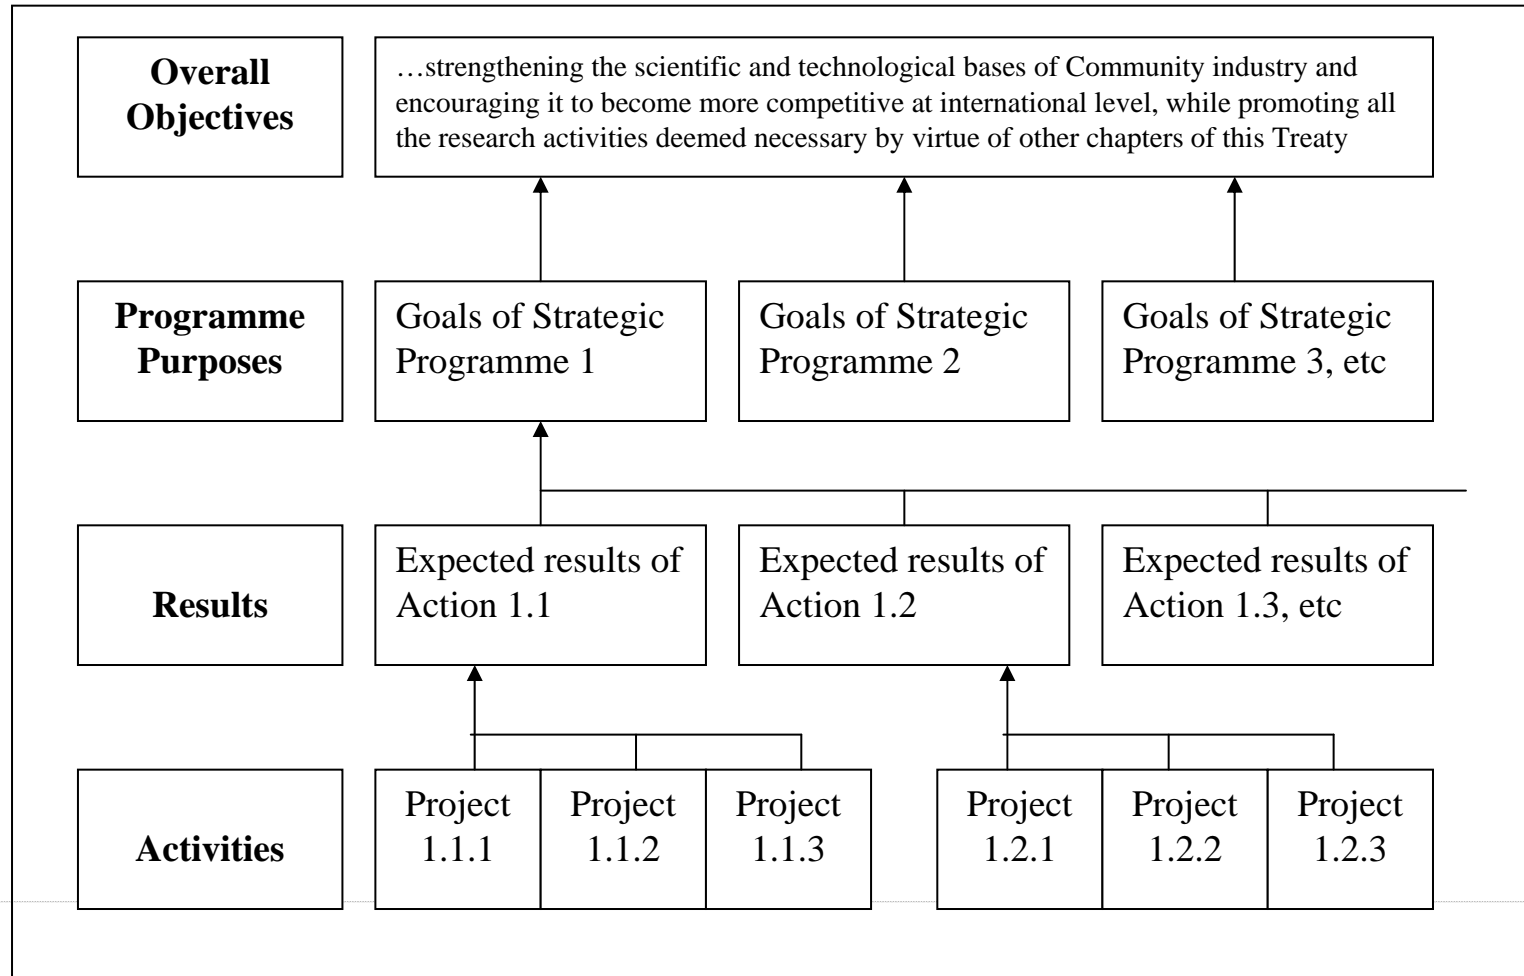 Overall
Objectives
…strengthening the scientific and technological bases of Community industry and
encouraging it to become more competitive at international level, while promoting all
the research activities deemed necessary by virtue of other chapters of this Treaty
Programme
Purposes
Goals of Strategic
Programme 1
Goals of Strategic
Programme 2
Goals of Strategic
Programme 3, etc
Results
Expected results of
Action 1.1
Expected results of
Action 1.2
Expected results of
Action 1.3, etc
Activities
Project
1.1.1
Project
1.1.2
Project
1.1.3
Project
1.2.1
Project
1.2.2
Project
1.2.3